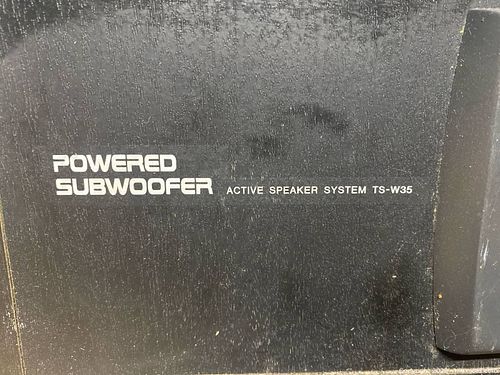 POWERED
SUBWOOFER ACTIVE SPEAKER SYSTEM TS-W35